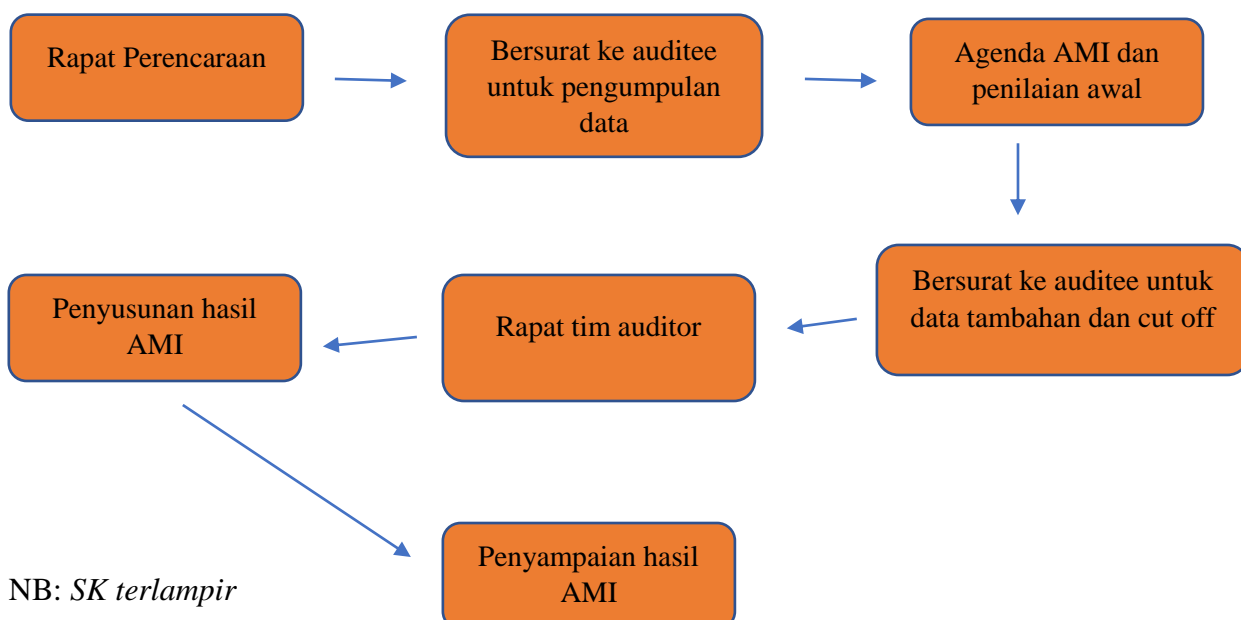 Rapat Perencaraan
Bersurat ke auditee
untuk pengumpulan
data
Agenda AMI dan
penilaian awal
Bersurat ke auditee untuk
data tambahan dan cut off
Rapat tim auditor
Penyusunan hasil
AMI
Penyampaian hasil
AMI
NB: SK terlampir